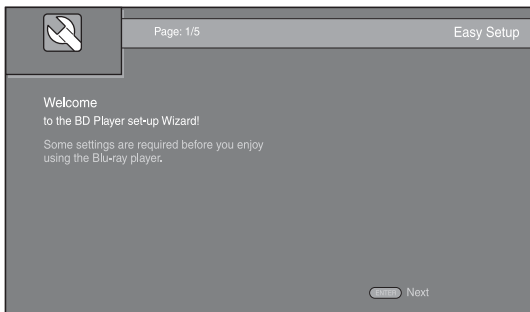 Page: 1/5
Easy Setup
Welcome
to the BD Player set-up Wizard!
Some settings are required before you enjoy
using the Blu-ray player.
ENTER Next